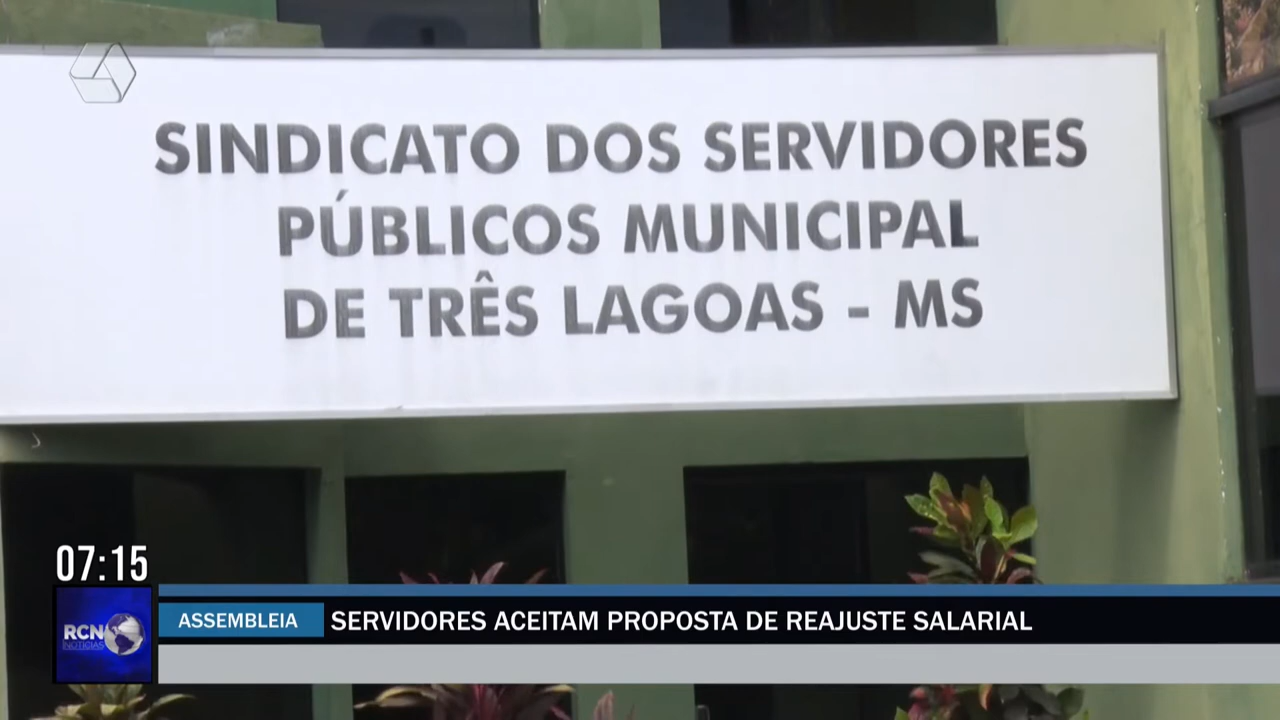 SINDICATO DOS SERVIDORES
PÚBLICOS MUNICIPAL
DE TRÊS LAGOAS - MS
07:15
ASSEMBLEIA
SERVIDORES ACEITAM PROPOSTA DE REAJUSTE SALARIAL
RCN
NOTÍCIAS